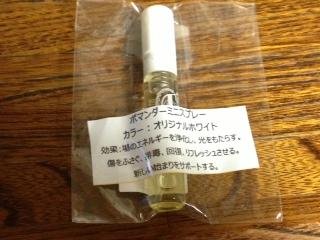 ポマンダーミニスプレー
カラー：オリジナルホワイト
効果：場のエネルギーを浄化し、光をもたらす。
傷をふさぐ、消毒、回復、リフレッシュさせる。
新しい始まりをサポートする。